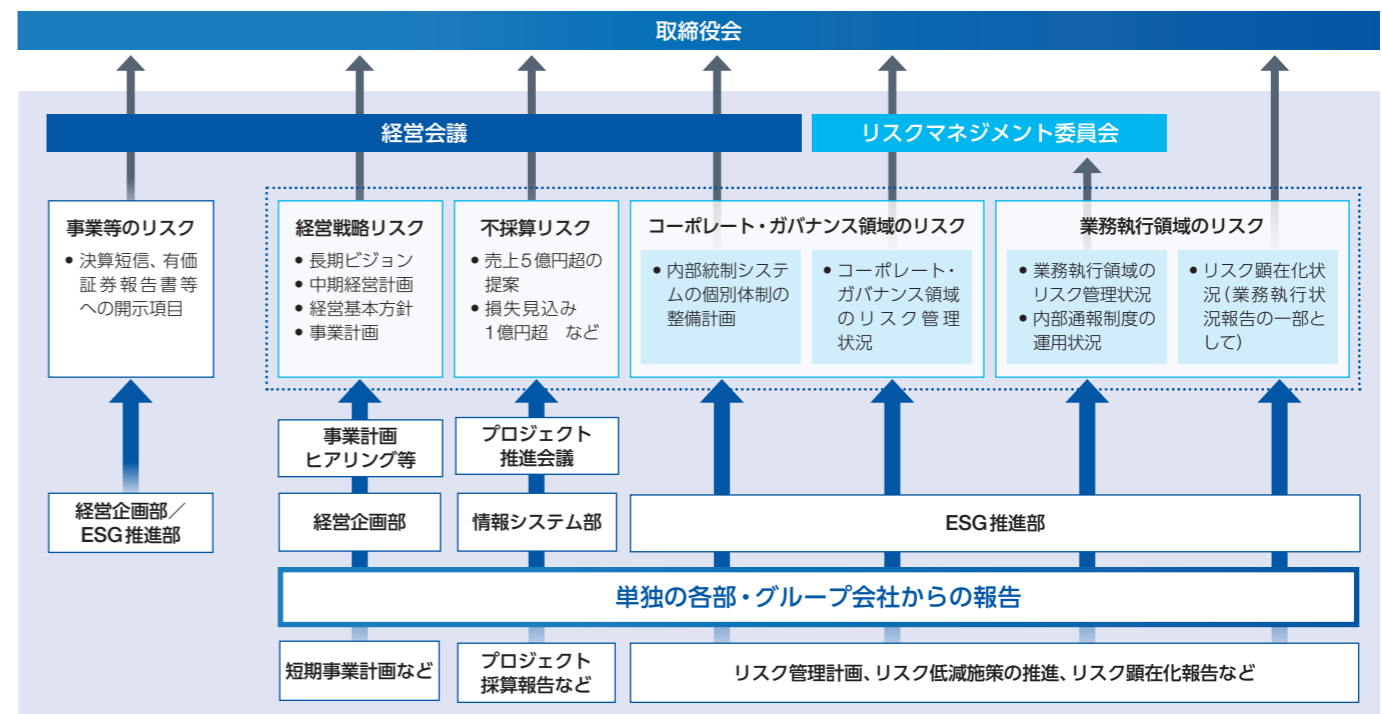 取締役会
経営会議
リスクマネジメント委員会
事業等のリスク
• 決算短信、有価
証券報告書等
への開示項目
経営戦略リスク
• 長期ビジョン
• 中期経営計画
• 経営基本方針
• 事業計画
不採算リスク
• 売上5億円超の
提案
• 損失見込み
1億円超　など
コーポレート・ガバナンス領域のリスク
• 内部統制システ
ムの個別体制の
整備計画
• コーポレート・
ガバナンス領域
のリスク管理
状況
業務執行領域のリスク
• 業務執行領域の
リスク管理状況
• 内部通報制度の
運用状況
• リスク顕在化状
況（業務執行状
況報告の一部と
して）
事業計画
ヒアリング等
プロジェクト
推進会議
経営企画部／
ESG推進部
経営企画部
情報システム部
ESG推進部
単独の各部・グループ会社からの報告
短期事業計画など
プロジェクト
採算報告など
リスク管理計画、リスク低減施策の推進、リスク顕在化報告など